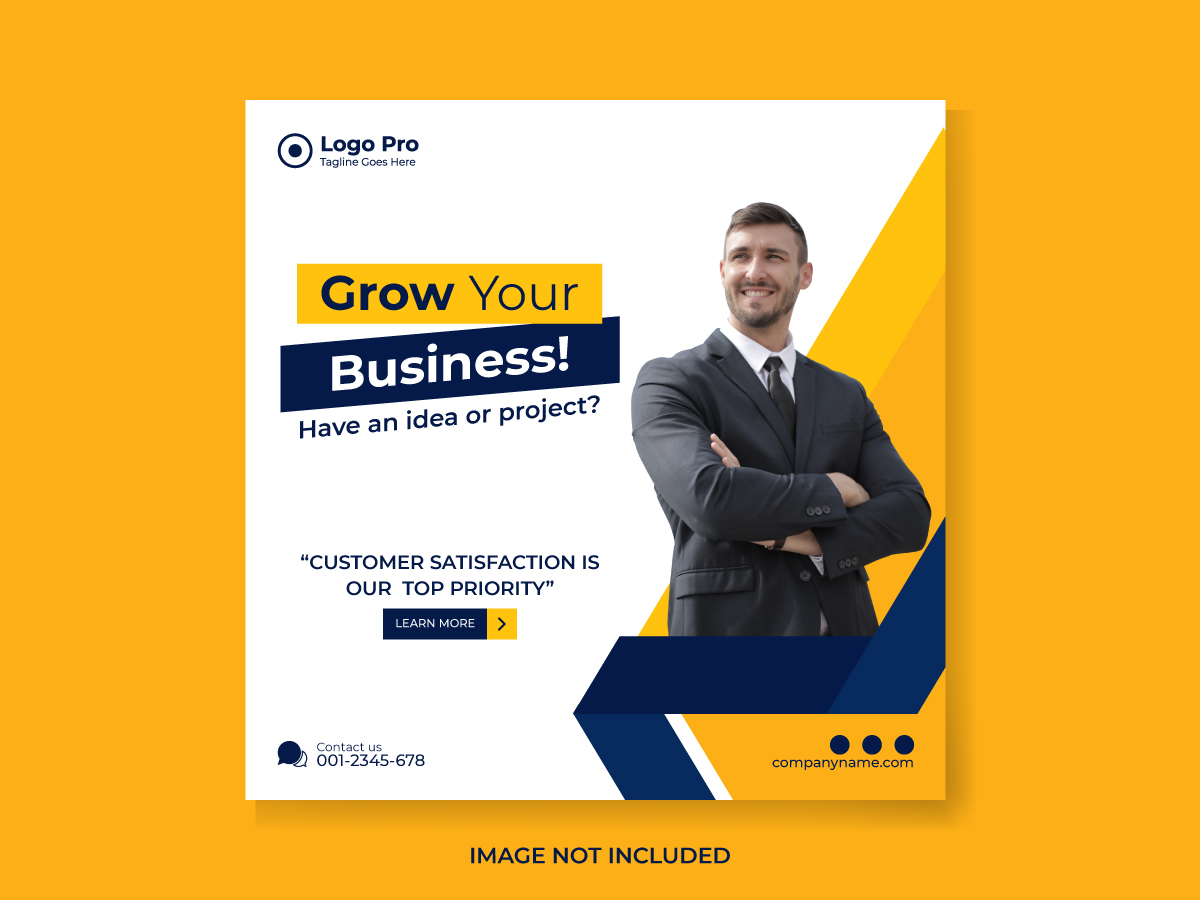 Logo Pro
Tagline Goes Here
Grow Your
Business!
Have an idea or project?
“CUSTOMER SATISFACTION IS
OUR TOP PRIORITY”
LEARN MORE
Contact us
001-2345-678
companyname.com
IMAGE NOT INCLUDED